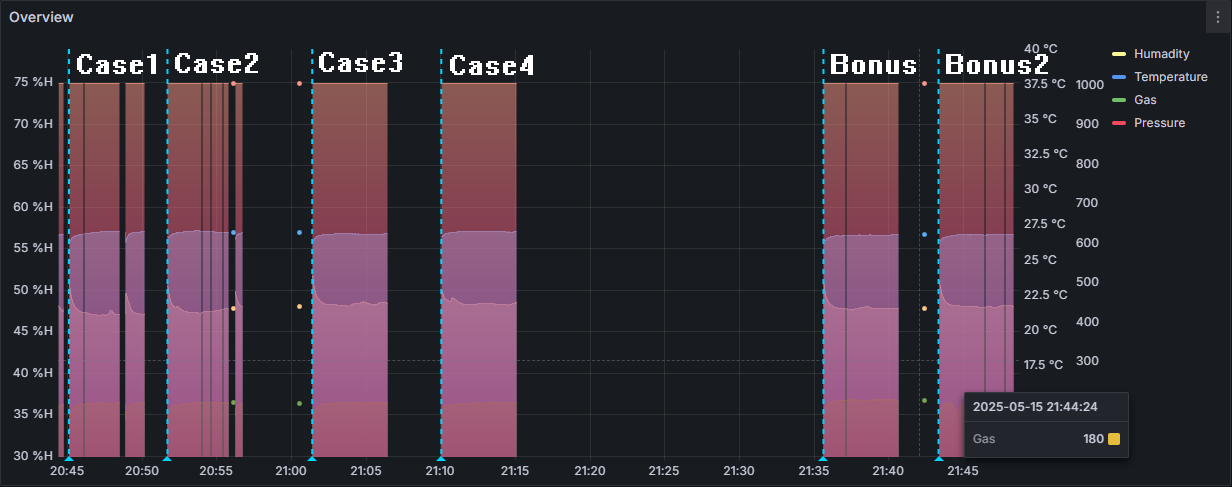 Overview
Case1 Case2 Case3 Case4 Bonus Bonus2
75 %H
70 %H
65 %H
60 %H
55 %H
50 %H
45 %H
40 %H
35 %H
30 %H
20:45 20:50 20:55 21:00 21:05 21:10 21:15 21:20 21:25 21:30 21:35 21:40 21:45
40 °C
37.5 °C
35 °C
32.5 °C
30 °C
27.5 °C
25 °C
22.5 °C
20 °C
17.5 °C
1000
900
800
700
600
500
400
300
Humadity
Temperature
Gas
Pressure
2025-05-15 21:44:24
Gas 180